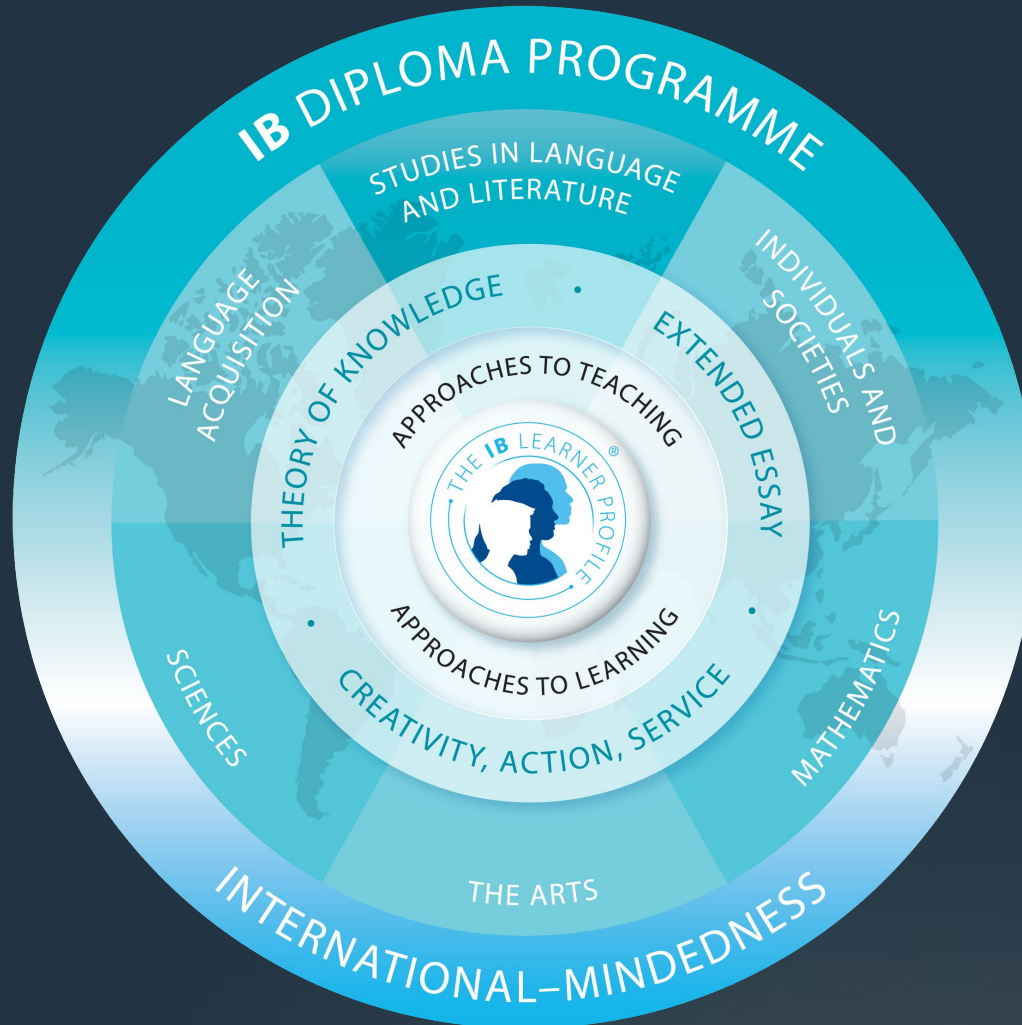 IB DIPLOMA PROGRAMME
STUDIES IN LANGUAGE
AND LITERATURE
LANGUAGE
ACQUISITION
INDIVIDUALS AND
SOCIETIES
THEORY OF KNOWLEDGE
·
EXTENDED ESSAY
APPROACHES TO TEACHING
· THE IB LEARNER PROFILE ·
®
APPROACHES TO LEARNING
·
CREATIVITY, ACTION, SERVICE
·
SCIENCES
MATHEMATICS
THE ARTS
INTERNATIONAL–MINDEDNESS